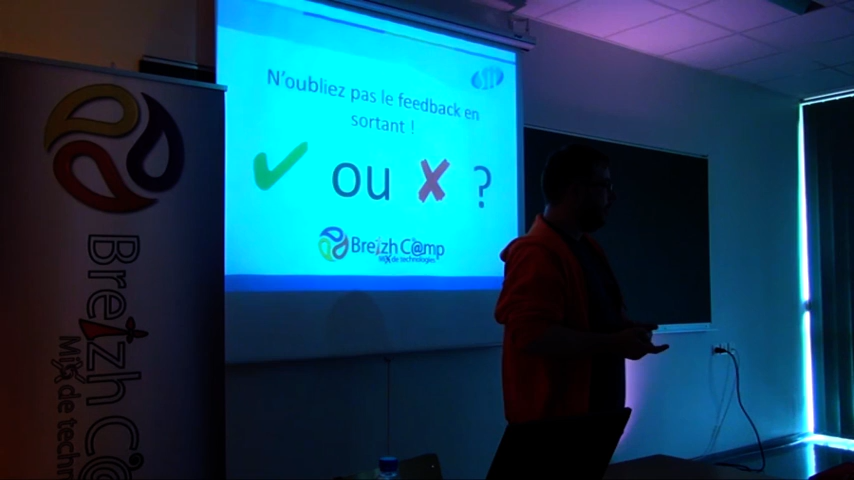 N'oubliez pas le feedback en
sortant !
ou
?
Breizh C@mp
Mix de technologies
Breizh C@
Mix de techn